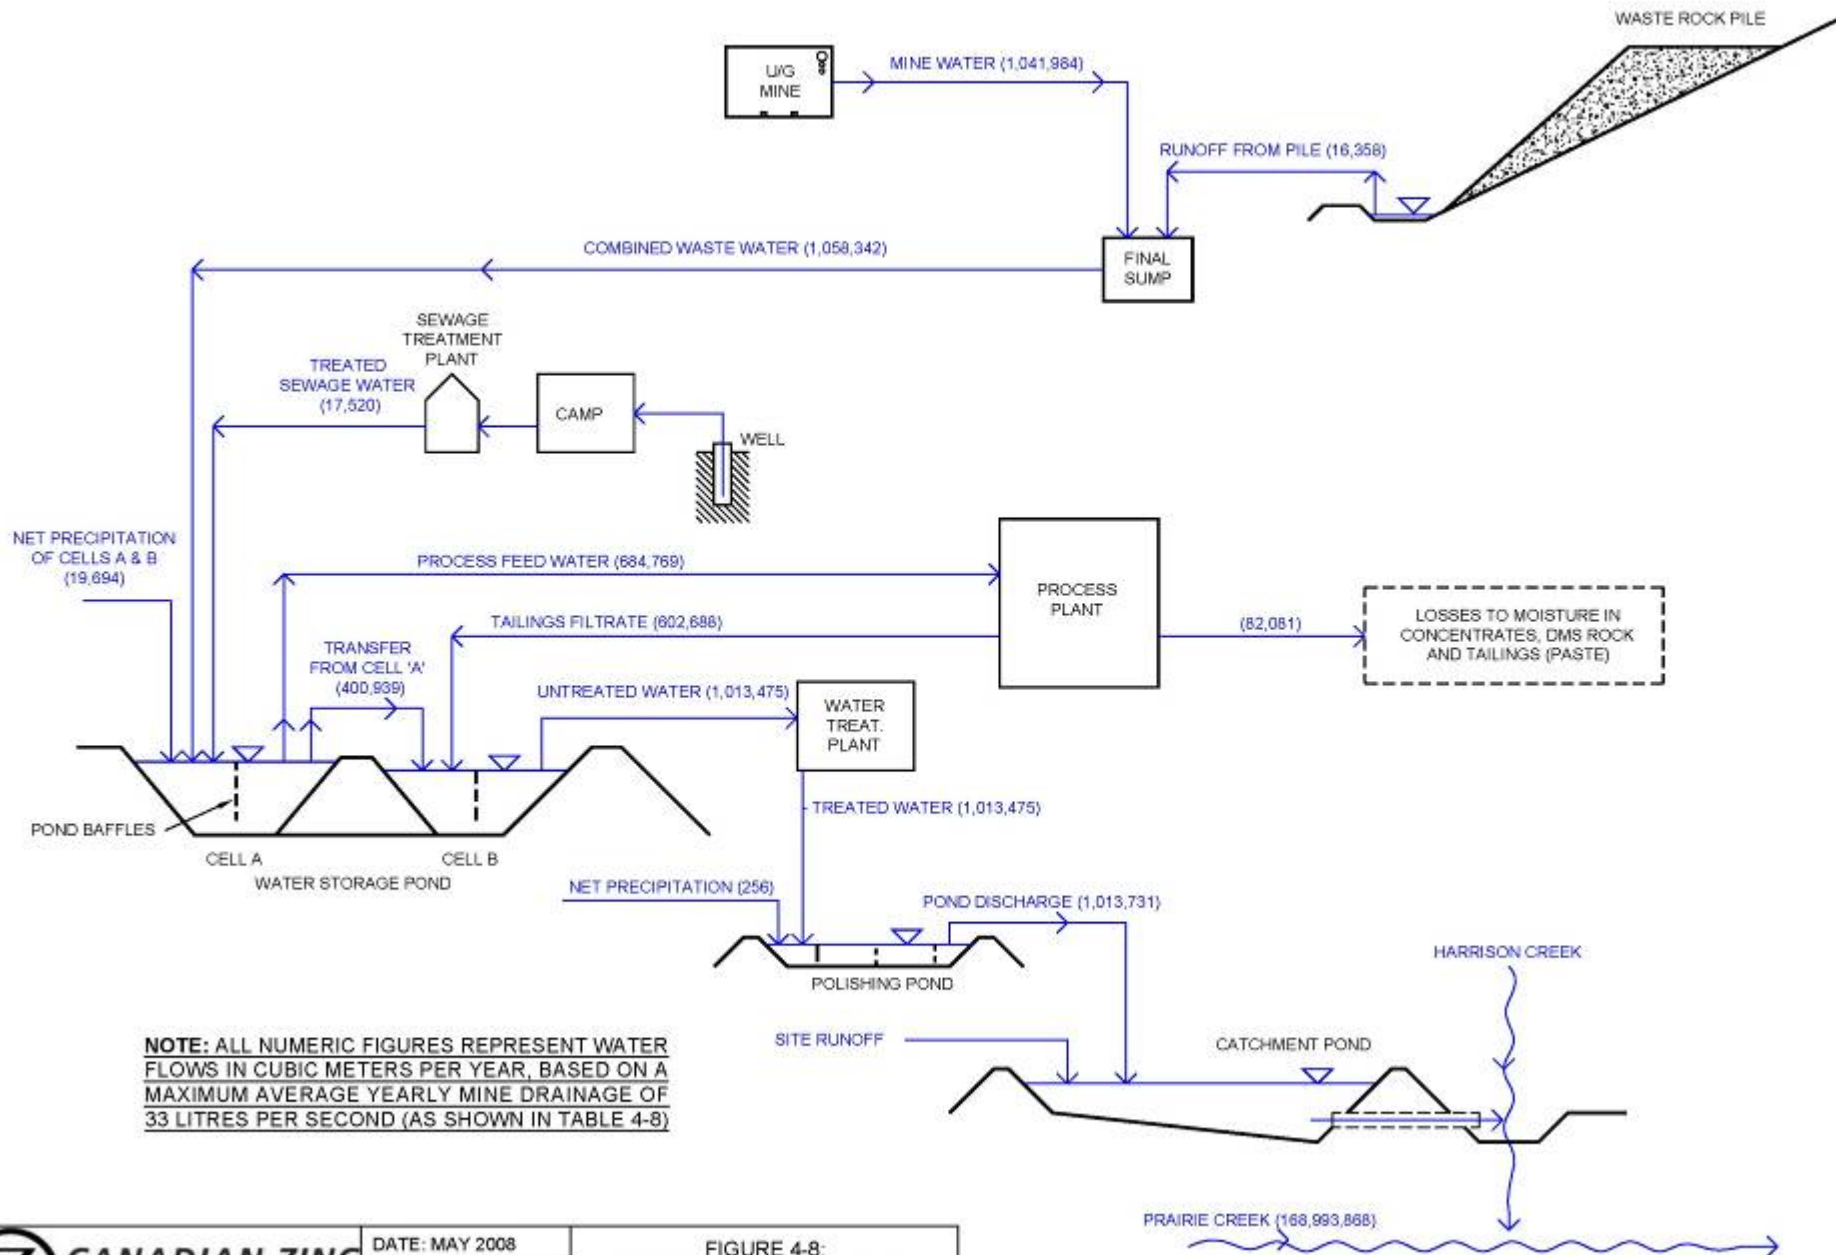 WASTE ROCK PILE
U/G
MINE
MINE WATER (1,041,984)
RUNOFF FROM PILE (16,358)
COMBINED WASTE WATER (1,058,342)
FINAL
SUMP
SEWAGE
TREATMENT
PLANT
TREATED
SEWAGE WATER
(17,520)
CAMP
WELL
NET PRECIPITATION
OF CELLS A & B
(19,694)
PROCESS FEED WATER (684,769)
PROCESS
PLANT
TAILINGS FILTRATE (602,688)
(82,081)
LOSSES TO MOISTURE IN
CONCENTRATES, DMS ROCK
AND TAILINGS (PASTE)
TRANSFER
FROM CELL 'A'
(400,939)
UNTREATED WATER (1,013,475)
WATER
TREAT.
PLANT
TREATED WATER (1,013,475)
POND BAFFLES
CELL A
CELL B
WATER STORAGE POND
NET PRECIPITATION (256)
POND DISCHARGE (1,013,731)
POLISHING POND
HARRISON CREEK
SITE RUNOFF
CATCHMENT POND
NOTE: ALL NUMERIC FIGURES REPRESENT WATER
FLOWS IN CUBIC METERS PER YEAR, BASED ON A
MAXIMUM AVERAGE YEARLY MINE DRAINAGE OF
33 LITRES PER SECOND (AS SHOWN IN TABLE 4-8)
PRAIRIE CREEK (168,993,868)
CANADIAN ZINC
DATE: MAY 2008
FIGURE 4-8: